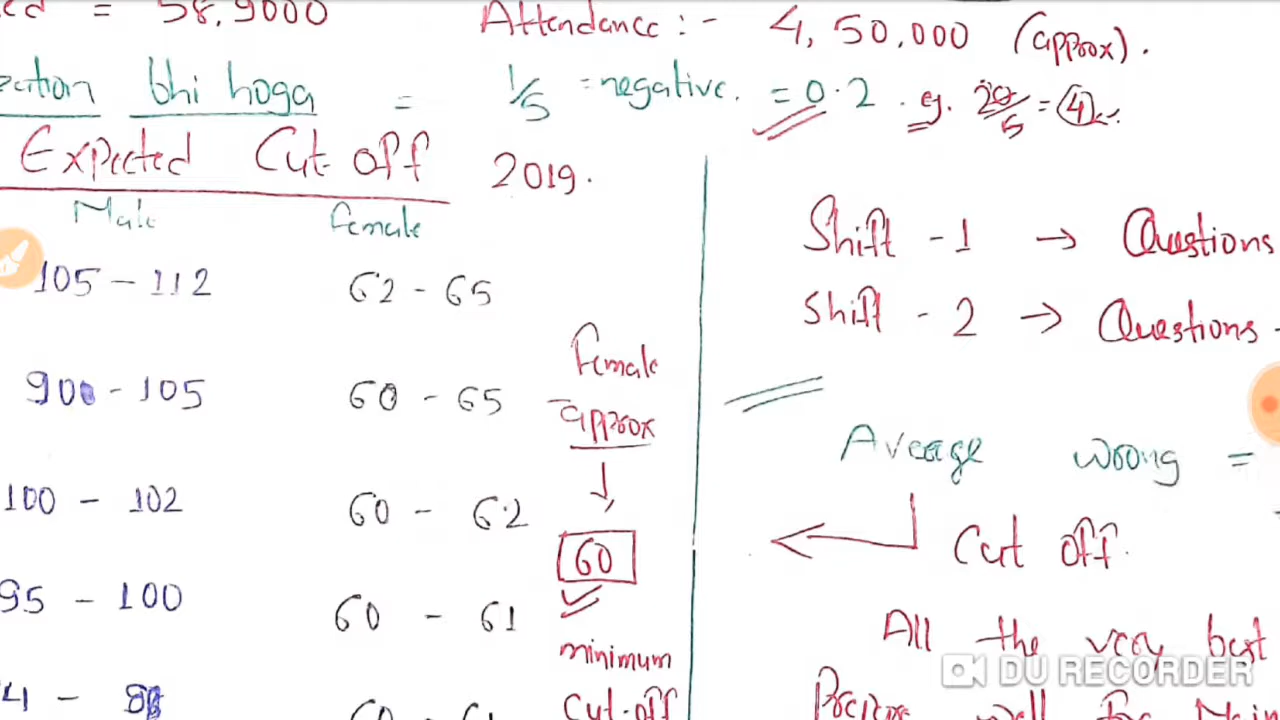 = 58,9000
Attendance :- 4,50,000 (approx).
bhi hoga = 1/5 =negative. = 0.2 . eg. 20/5 = 4
Expected Cut-off 2019.
Male Female
105 - 112 62 - 65
- 105 60 - 65
100 - 102 60 - 62
95 - 100 60 - 61
Female
approx
60
minimum
cut-off
Shift - 1 → Questions
Shift - 2 → Questions
Aveage wrong =
Cut off.
All the very best
DU RECORDER